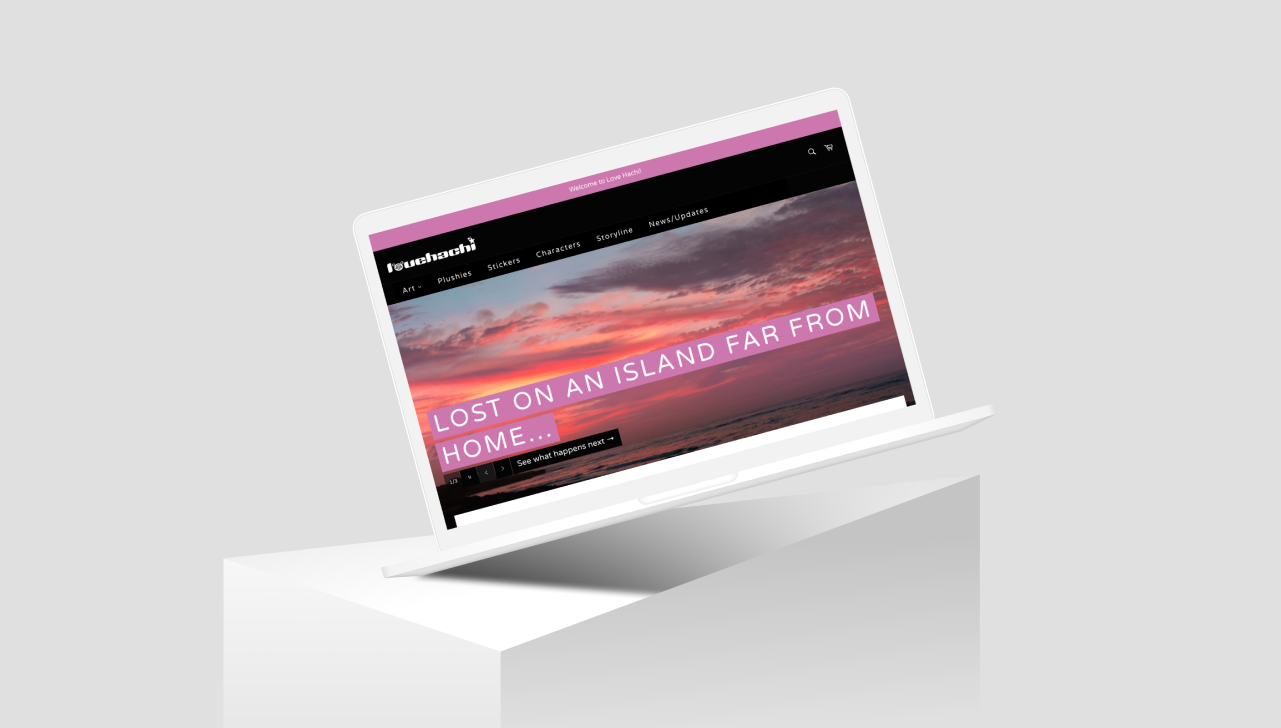 Welcome to Love Hachi!
lovehachi
Art
Plushies
Stickers
Characters
Storyline
News/Updates
LOST ON AN ISLAND FAR FROM
HOME...
See what happens next →
1/3